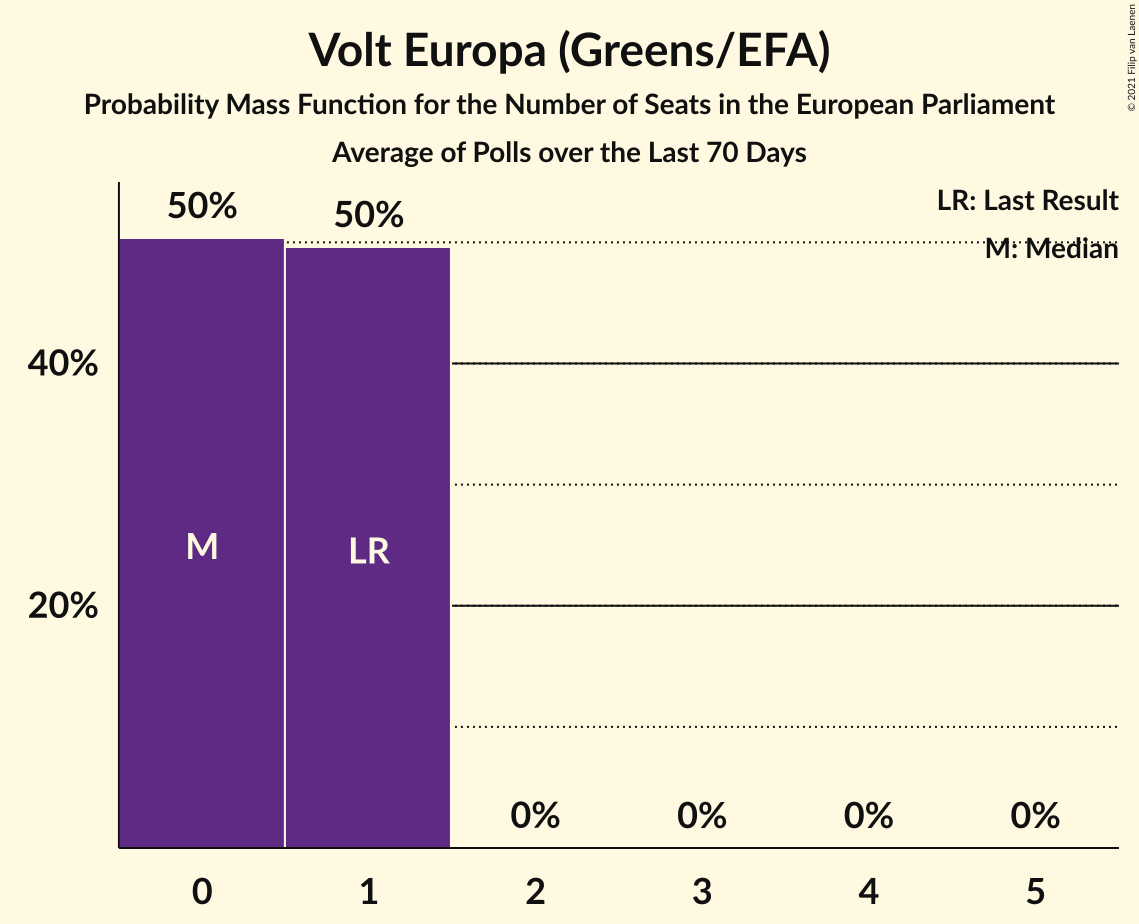 Volt Europa (Greens/EFA)
Probability Mass Function for the Number of Seats in the European Parliament
Average of Polls over the Last 70 Days
© 2021 Filip van Laenen
LR: Last Result
M: Median
50%
50%
40%
20%
M
LR
0%
0%
0%
0%
0
1
2
3
4
5